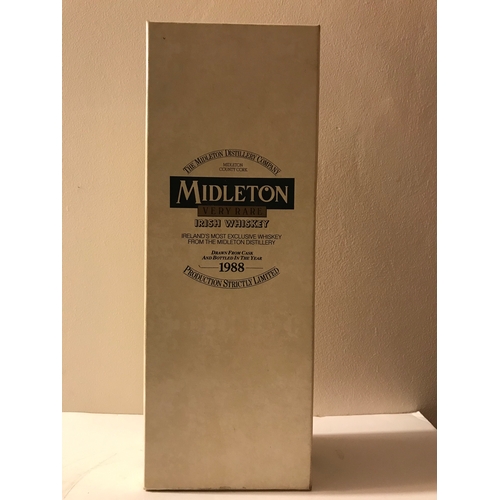 THE MIDLETON DISTILLERY COMPANY
MIDLETON
COUNTY CORK
MIDLETON
VERY RARE
IRISH WHISKEY
IRELAND'S MOST EXCLUSIVE WHISKEY
FROM THE MIDLETON DISTILLERY
DRAWN FROM CASK
AND BOTTLED IN THE YEAR
1988
PRODUCTION STRICTLY LIMITED